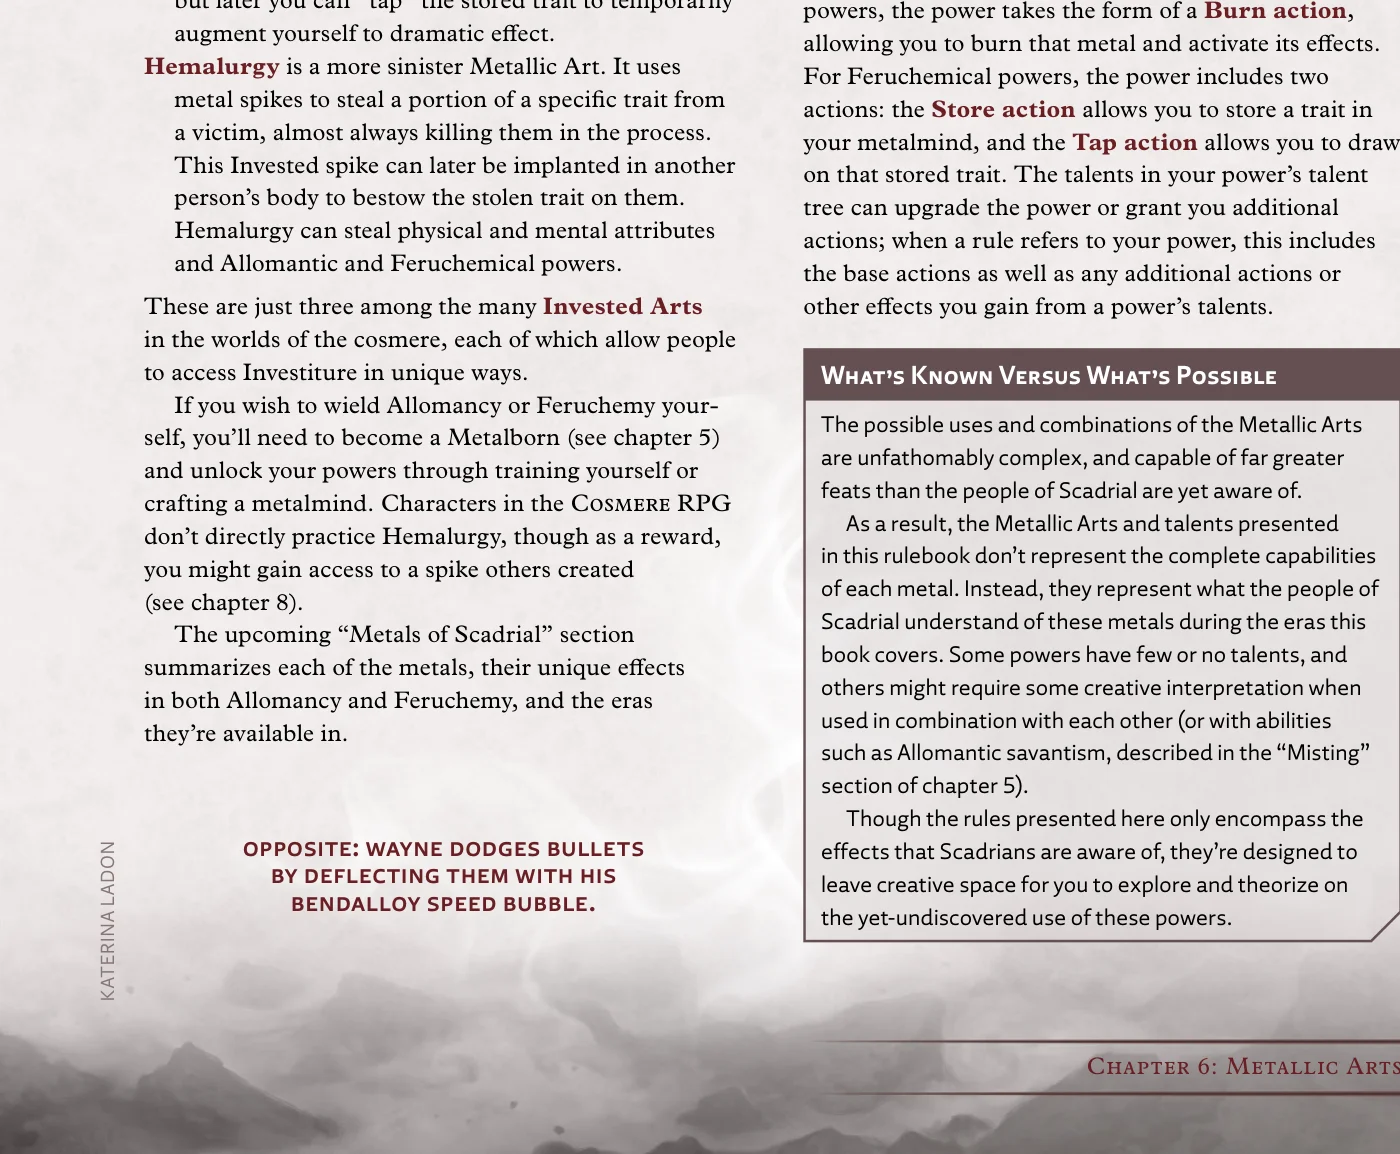 but later you can “tap” the stored trait to temporarily
augment yourself to dramatic effect.
Hemalurgy is a more sinister Metallic Art. It uses
metal spikes to steal a portion of a specific trait from
a victim, almost always killing them in the process.
This Invested spike can later be implanted in another
person’s body to bestow the stolen trait on them.
Hemalurgy can steal physical and mental attributes
and Allomantic and Feruchemical powers.
These are just three among the many Invested Arts
in the worlds of the cosmere, each of which allow people
to access Investiture in unique ways.
If you wish to wield Allomancy or Feruchemy your-
self, you’ll need to become a Metalborn (see chapter 5)
and unlock your powers through training yourself or
crafting a metalmind. Characters in the Cosmere RPG
don’t directly practice Hemalurgy, though as a reward,
you might gain access to a spike others created
(see chapter 8).
The upcoming “Metals of Scadrial” section
summarizes each of the metals, their unique effects
in both Allomancy and Feruchemy, and the eras
they’re available in.
OPPOSITE: WAYNE DODGES BULLETS
BY DEFLECTING THEM WITH HIS
BENDALLOY SPEED BUBBLE.
KATERINA LADON
powers, the power takes the form of a Burn action,
allowing you to burn that metal and activate its effects.
For Feruchemical powers, the power includes two
actions: the Store action allows you to store a trait in
your metalmind, and the Tap action allows you to draw
on that stored trait. The talents in your power’s talent
tree can upgrade the power or grant you additional
actions; when a rule refers to your power, this includes
the base actions as well as any additional actions or
other effects you gain from a power’s talents.
What’s Known Versus What’s Possible
The possible uses and combinations of the Metallic Arts
are unfathomably complex, and capable of far greater
feats than the people of Scadrial are yet aware of.
As a result, the Metallic Arts and talents presented
in this rulebook don’t represent the complete capabilities
of each metal. Instead, they represent what the people of
Scadrial understand of these metals during the eras this
book covers. Some powers have few or no talents, and
others might require some creative interpretation when
used in combination with each other (or with abilities
such as Allomantic savantism, described in the “Misting”
section of chapter 5).
Though the rules presented here only encompass the
effects that Scadrians are aware of, they’re designed to
leave creative space for you to explore and theorize on
the yet-undiscovered use of these powers.
Chapter 6: Metallic Arts